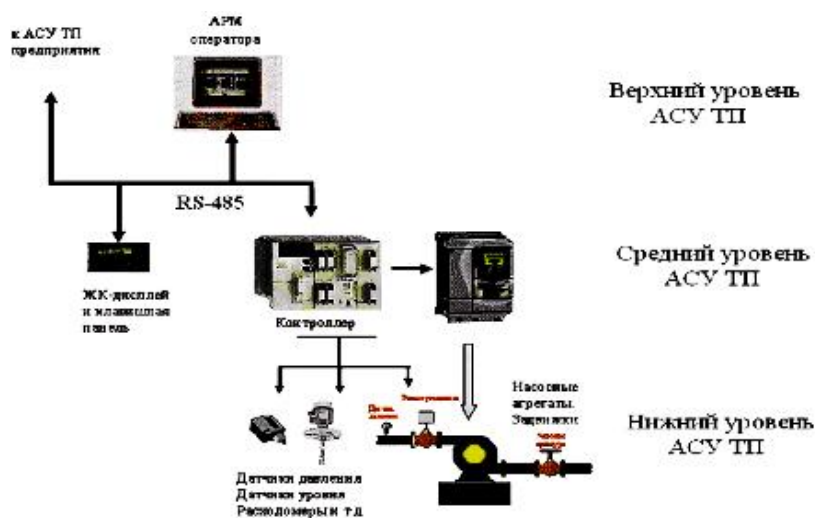 к АСУ ТП
предприятия
АРМ
оператора
Верхний уровень
АСУ ТП
RS-485
Средний уровень
АСУ ТП
ЖК-дисплей
и клавишная
панель
Контроллер
Насосные
агрегаты.
Задвижки
Нижний уровень
АСУ ТП
Датчики давления
Датчики уровня
Расходомеры и т.д